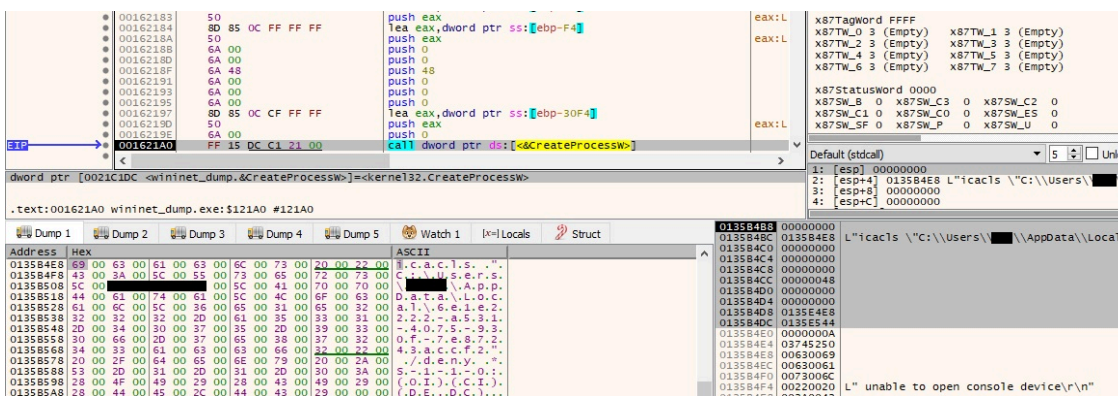 00162183 50 push eax eax:L
00162184 8D 85 0C FF FF FF lea eax,dword ptr ss:[ebp-F4]
0016218A 50 push eax eax:L
0016218B 6A 00 push 0
0016218D 6A 00 push 0
0016218F 6A 48 push 48
00162191 6A 00 push 0
00162193 6A 00 push 0
00162195 6A 00 push 0
00162197 8D 85 0C CF FF FF lea eax,dword ptr ss:[ebp-30F4]
0016219D 50 push eax eax:L
0016219E 6A 00 push 0
EIP 001621A0 FF 15 DC C1 21 00 call dword ptr ds:[<&CreateProcessW>]
x87TagWord FFFF
x87TW_0 3 (Empty) x87TW_1 3 (Empty)
x87TW_2 3 (Empty) x87TW_3 3 (Empty)
x87TW_4 3 (Empty) x87TW_5 3 (Empty)
x87TW_6 3 (Empty) x87TW_7 3 (Empty)
x87StatusWord 0000
x87SW_B 0 x87SW_C3 0 x87SW_C2 0
x87SW_C1 0 x87SW_C0 0 x87SW_ES 0
x87SW_SF 0 x87SW_P 0 x87SW_U 0
Default (stdcall) 5 Unl
1: [esp] 00000000
2: [esp+4] 0135B4E8 L"icacls \"C:\\Users\\
3: [esp+8] 00000000
4: [esp+C] 00000000
dword ptr [0021C1DC <wininet_dump.&CreateProcessW>]=<kernel32.CreateProcessW>
.text:001621A0 wininet_dump.exe:$121A0 #121A0
Dump 1 Dump 2 Dump 3 Dump 4 Dump 5 Watch 1 [x=] Locals Struct
Address Hex ASCII
0135B4E8 69 00 63 00 61 00 63 00 6C 00 73 00 20 00 22 00 i.c.a.c.l.s. .".
0135B4F8 43 00 3A 00 5C 00 55 00 73 00 65 00 72 00 73 00 C.:.\.U.s.e.r.s.
0135B508 5C 00 00 5C 00 41 00 70 00 70 00 \ \.A.p.p.
0135B518 44 00 61 00 74 00 61 00 5C 00 4C 00 6F 00 63 00 D.a.t.a.\.L.o.c.
0135B528 61 00 6C 00 5C 00 36 00 65 00 31 00 65 00 32 00 a.l.\.6.e.1.e.2.
0135B538 32 00 32 00 32 00 2D 00 61 00 35 00 33 00 31 00 2.2.2.-.a.5.3.1.
0135B548 2D 00 34 00 30 00 37 00 35 00 2D 00 39 00 33 00 -.4.0.7.5.-.9.3.
0135B558 30 00 66 00 2D 00 37 00 65 00 38 00 37 00 32 00 0.f.-.7.e.8.7.2.
0135B568 34 00 33 00 61 00 63 00 63 00 66 00 32 00 22 00 4.3.a.c.c.f.2.".
0135B578 20 00 2F 00 64 00 65 00 6E 00 79 00 20 00 2A 00 ./.d.e.n.y. .*.
0135B588 53 00 2D 00 31 00 2D 00 31 00 2D 00 30 00 3A 00 S.-.1.-.1.-.0.:.
0135B598 28 00 4F 00 49 00 29 00 28 00 43 00 49 00 29 00 (.O.I.).(.C.I.).
0135B5A8 28 00 44 00 45 00 2C 00 44 00 43 00 29 00 00 00 (.D.E.,.D.C.)...
0135B4B8 00000000
0135B4BC 0135B4E8 L"icacls \"C:\\Users\\ \\AppData\\Local
0135B4C0 00000000
0135B4C4 00000000
0135B4C8 00000000
0135B4CC 00000048
0135B4D0 00000000
0135B4D4 00000000
0135B4D8 0135E4E8
0135B4DC 0135E544
0135B4E0 0000000A
0135B4E4 03745250
0135B4E8 00630069
0135B4EC 00630061
0135B4F0 0073006C
0135B4F4 00220020 L" unable to open console device\r\n"